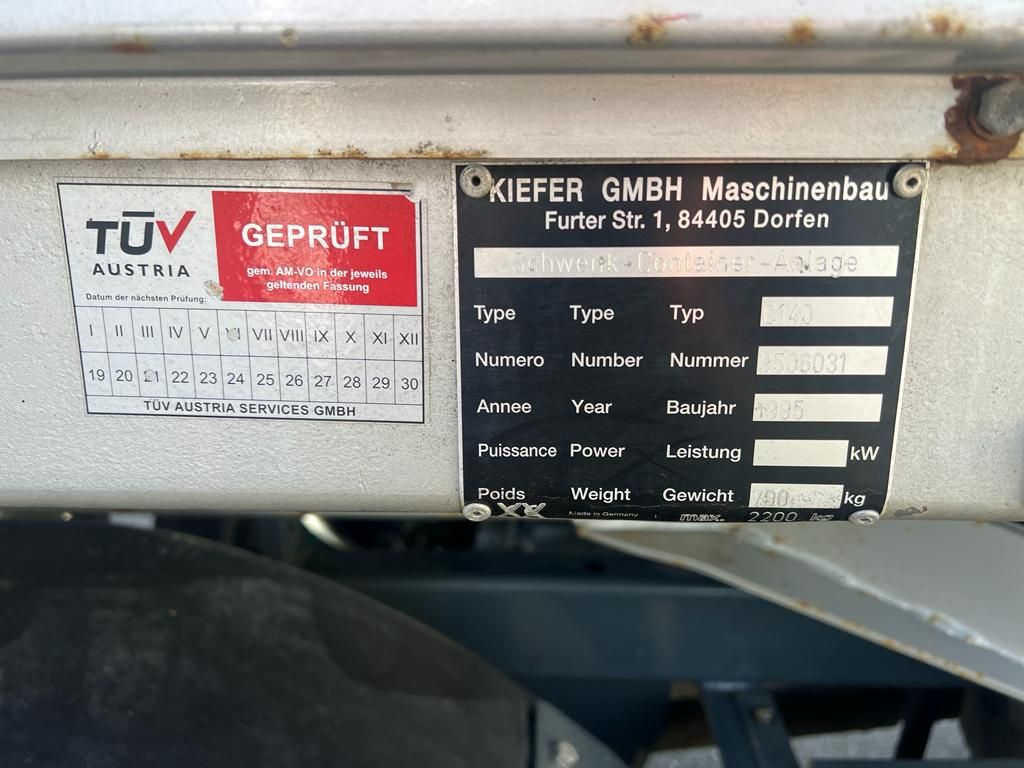 TÜV
AUSTRIA
GEPRÜFT
gem. AM-VO in der jeweils
geltenden Fassung
Datum der nächsten Prüfung:
I II III IV V VI VII VIII IX X XI XII
19 20 21 22 23 24 25 26 27 28 29 30
TÜV AUSTRIA SERVICES GMBH
KIEFER GMBH Maschinenbau
Furter Str. 1, 84405 Dorfen
Schwenk-Container-Anlage
Type Type Typ
Numero Number Nummer
Annee Year Baujahr 1995
Puissance Power Leistung kW
Poids Weight Gewicht 700 kg
Made in Germany max. 2200 kg